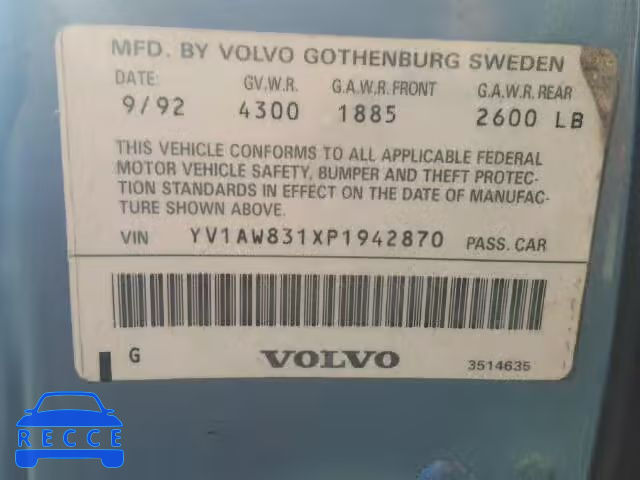 MFD. BY VOLVO GOTHENBURG SWEDEN
DATE: GV.W.R. G.A.W.R. FRONT G.A.W.R. REAR
9/92 4300 1885 2600 LB
THIS VEHICLE CONFORMS TO ALL APPLICABLE FEDERAL
MOTOR VEHICLE SAFETY, BUMPER AND THEFT PROTEC-
TION STANDARDS IN EFFECT ON THE DATE OF MANUFAC-
TURE SHOWN ABOVE.
VIN YV1AW831XP1942870 PASS. CAR
G VOLVO 3514635
RECCE